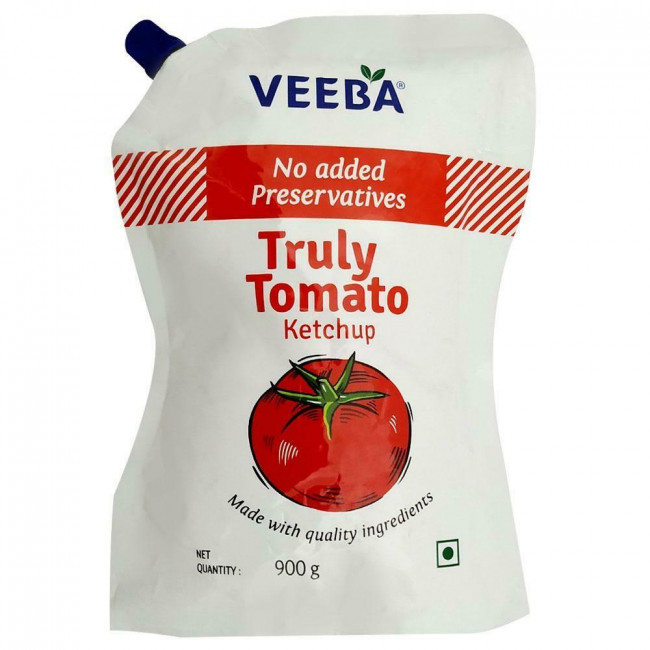 VEEBA®
No added
Preservatives
Truly
Tomato
Ketchup
Made with quality ingredients
NET
QUANTITY : 900 g